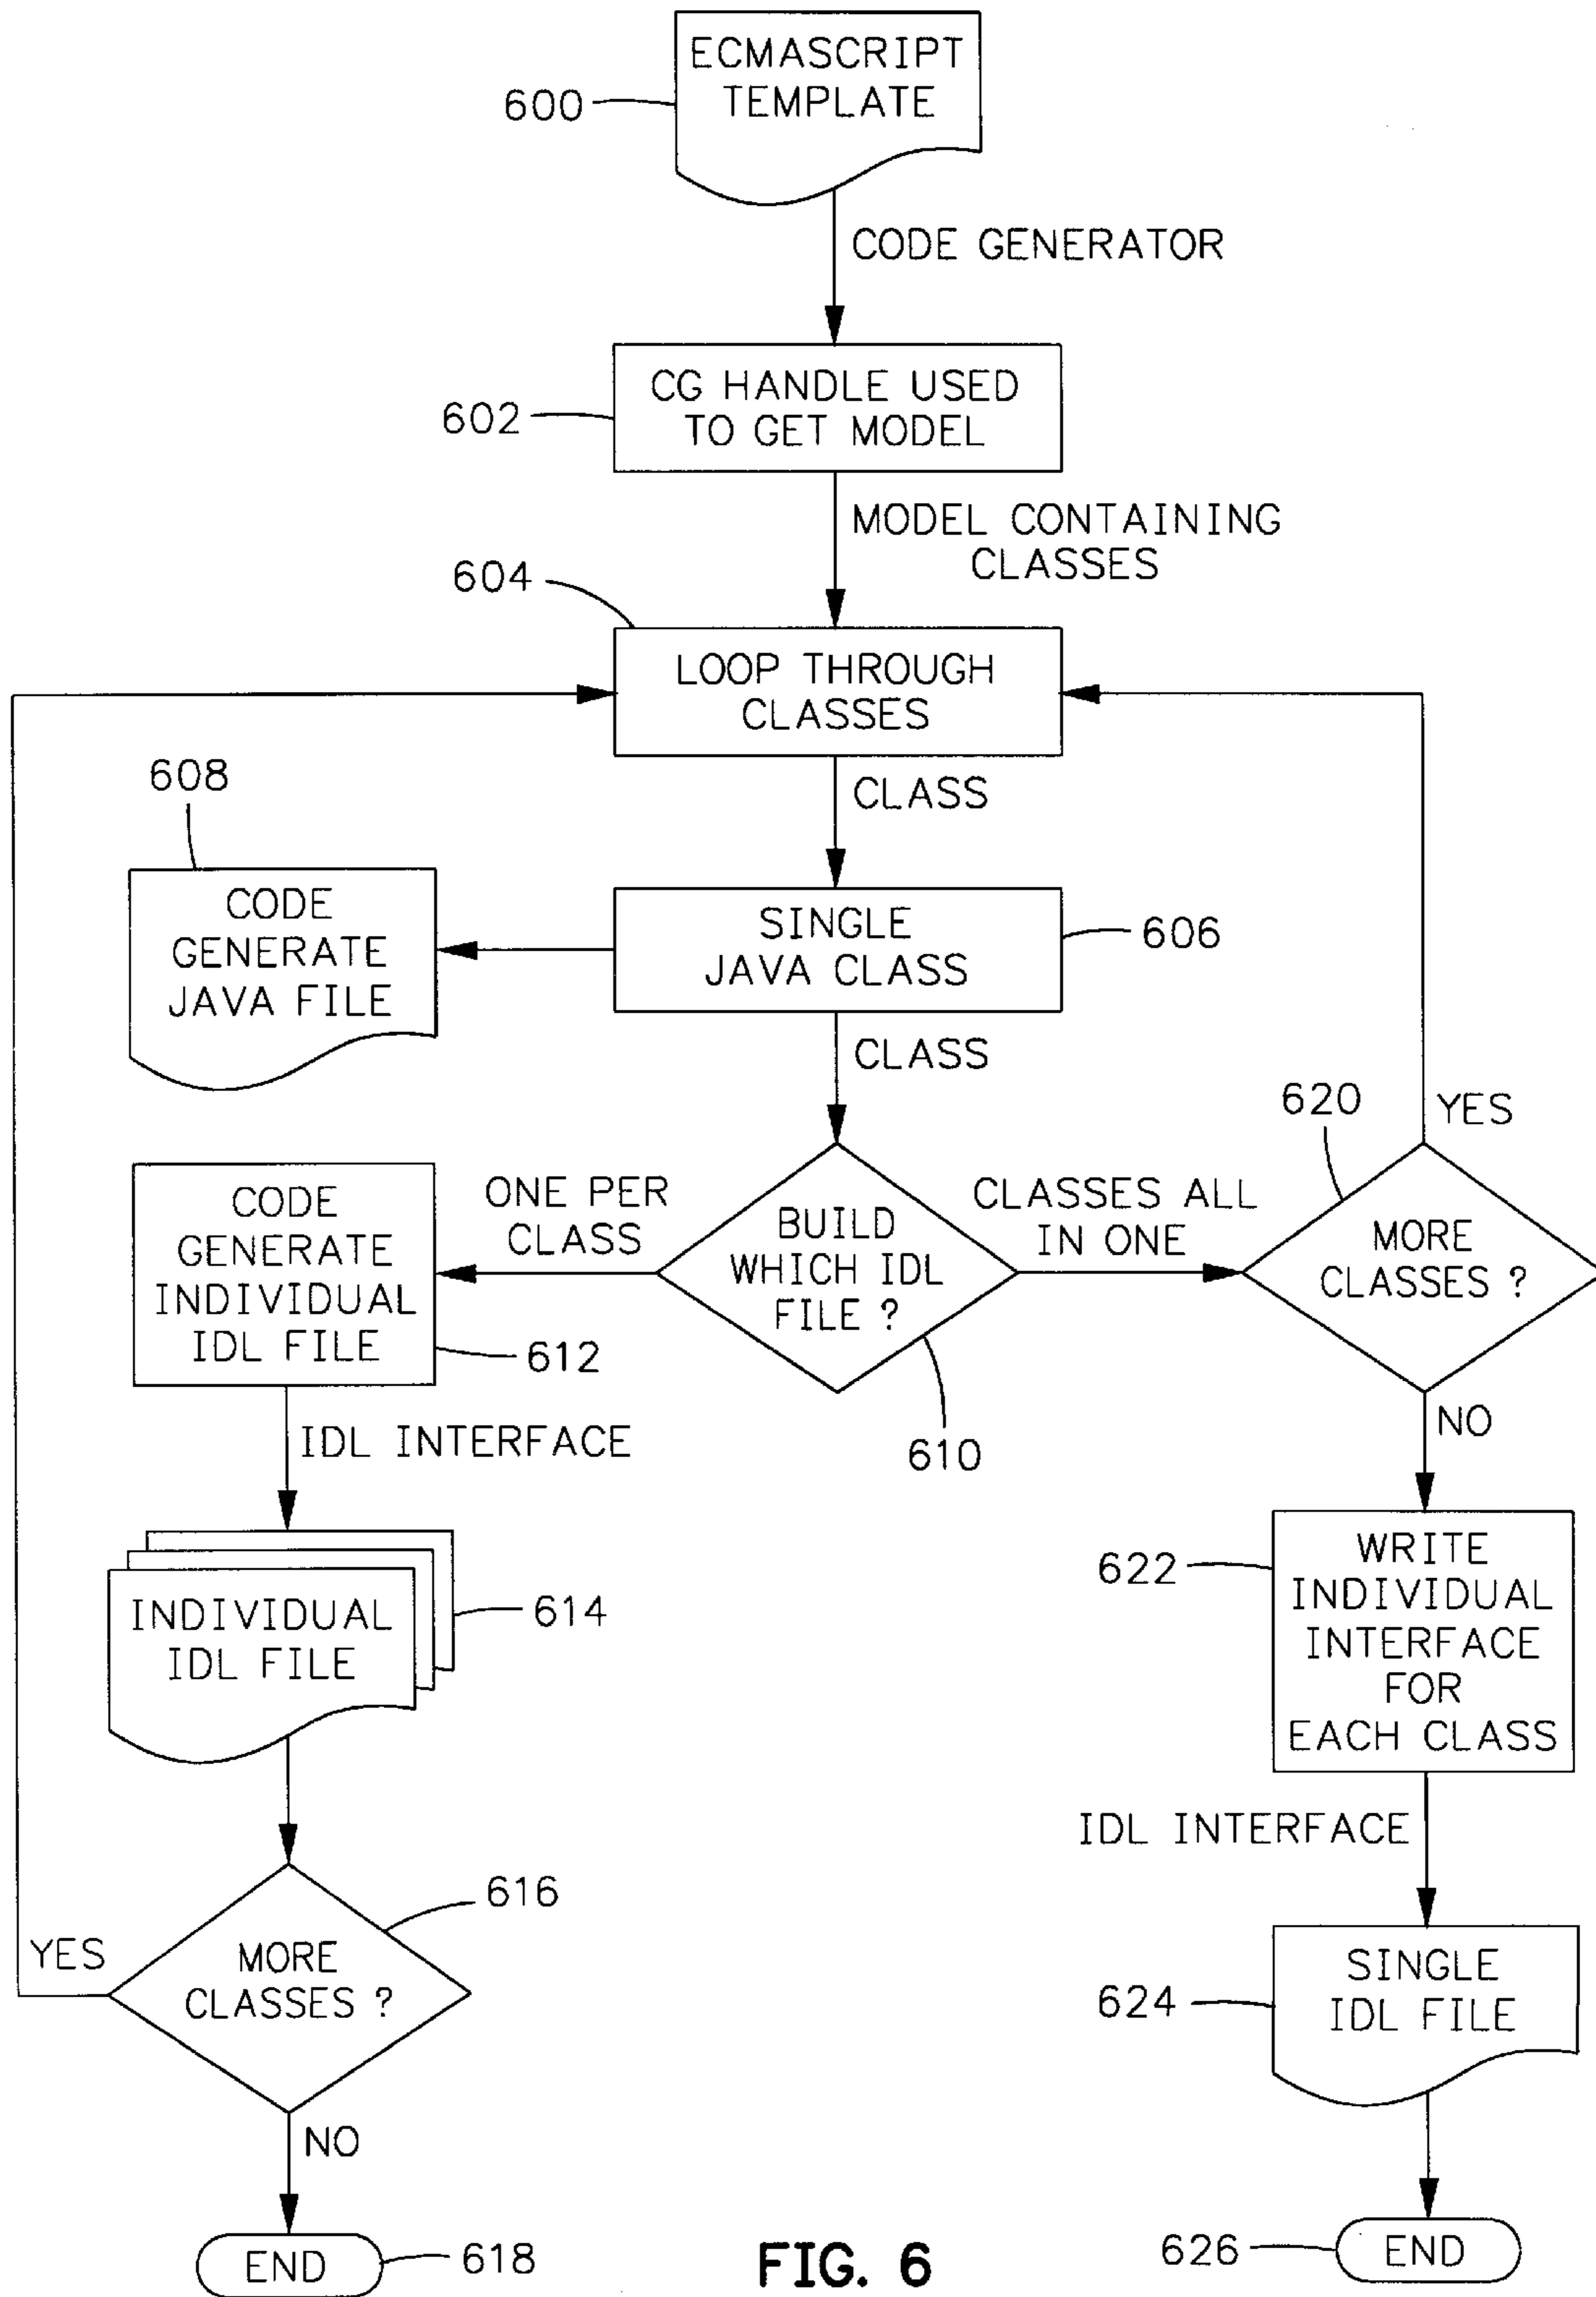 ECMASCRIPT
TEMPLATE
600
CODE GENERATOR
CG HANDLE USED
TO GET MODEL
602
MODEL CONTAINING
CLASSES
604
LOOP THROUGH
CLASSES
608
CLASS
CODE
GENERATE
JAVA FILE
SINGLE
JAVA CLASS
606
CLASS
620
YES
CODE
GENERATE
INDIVIDUAL
IDL FILE
612
ONE PER
CLASS
BUILD
WHICH IDL
FILE ?
610
CLASSES ALL
IN ONE
MORE
CLASSES ?
NO
IDL INTERFACE
INDIVIDUAL
IDL FILE
614
622
WRITE
INDIVIDUAL
INTERFACE
FOR
EACH CLASS
IDL INTERFACE
616
YES
MORE
CLASSES ?
624
SINGLE
IDL FILE
NO
END
618
FIG. 6
626
END